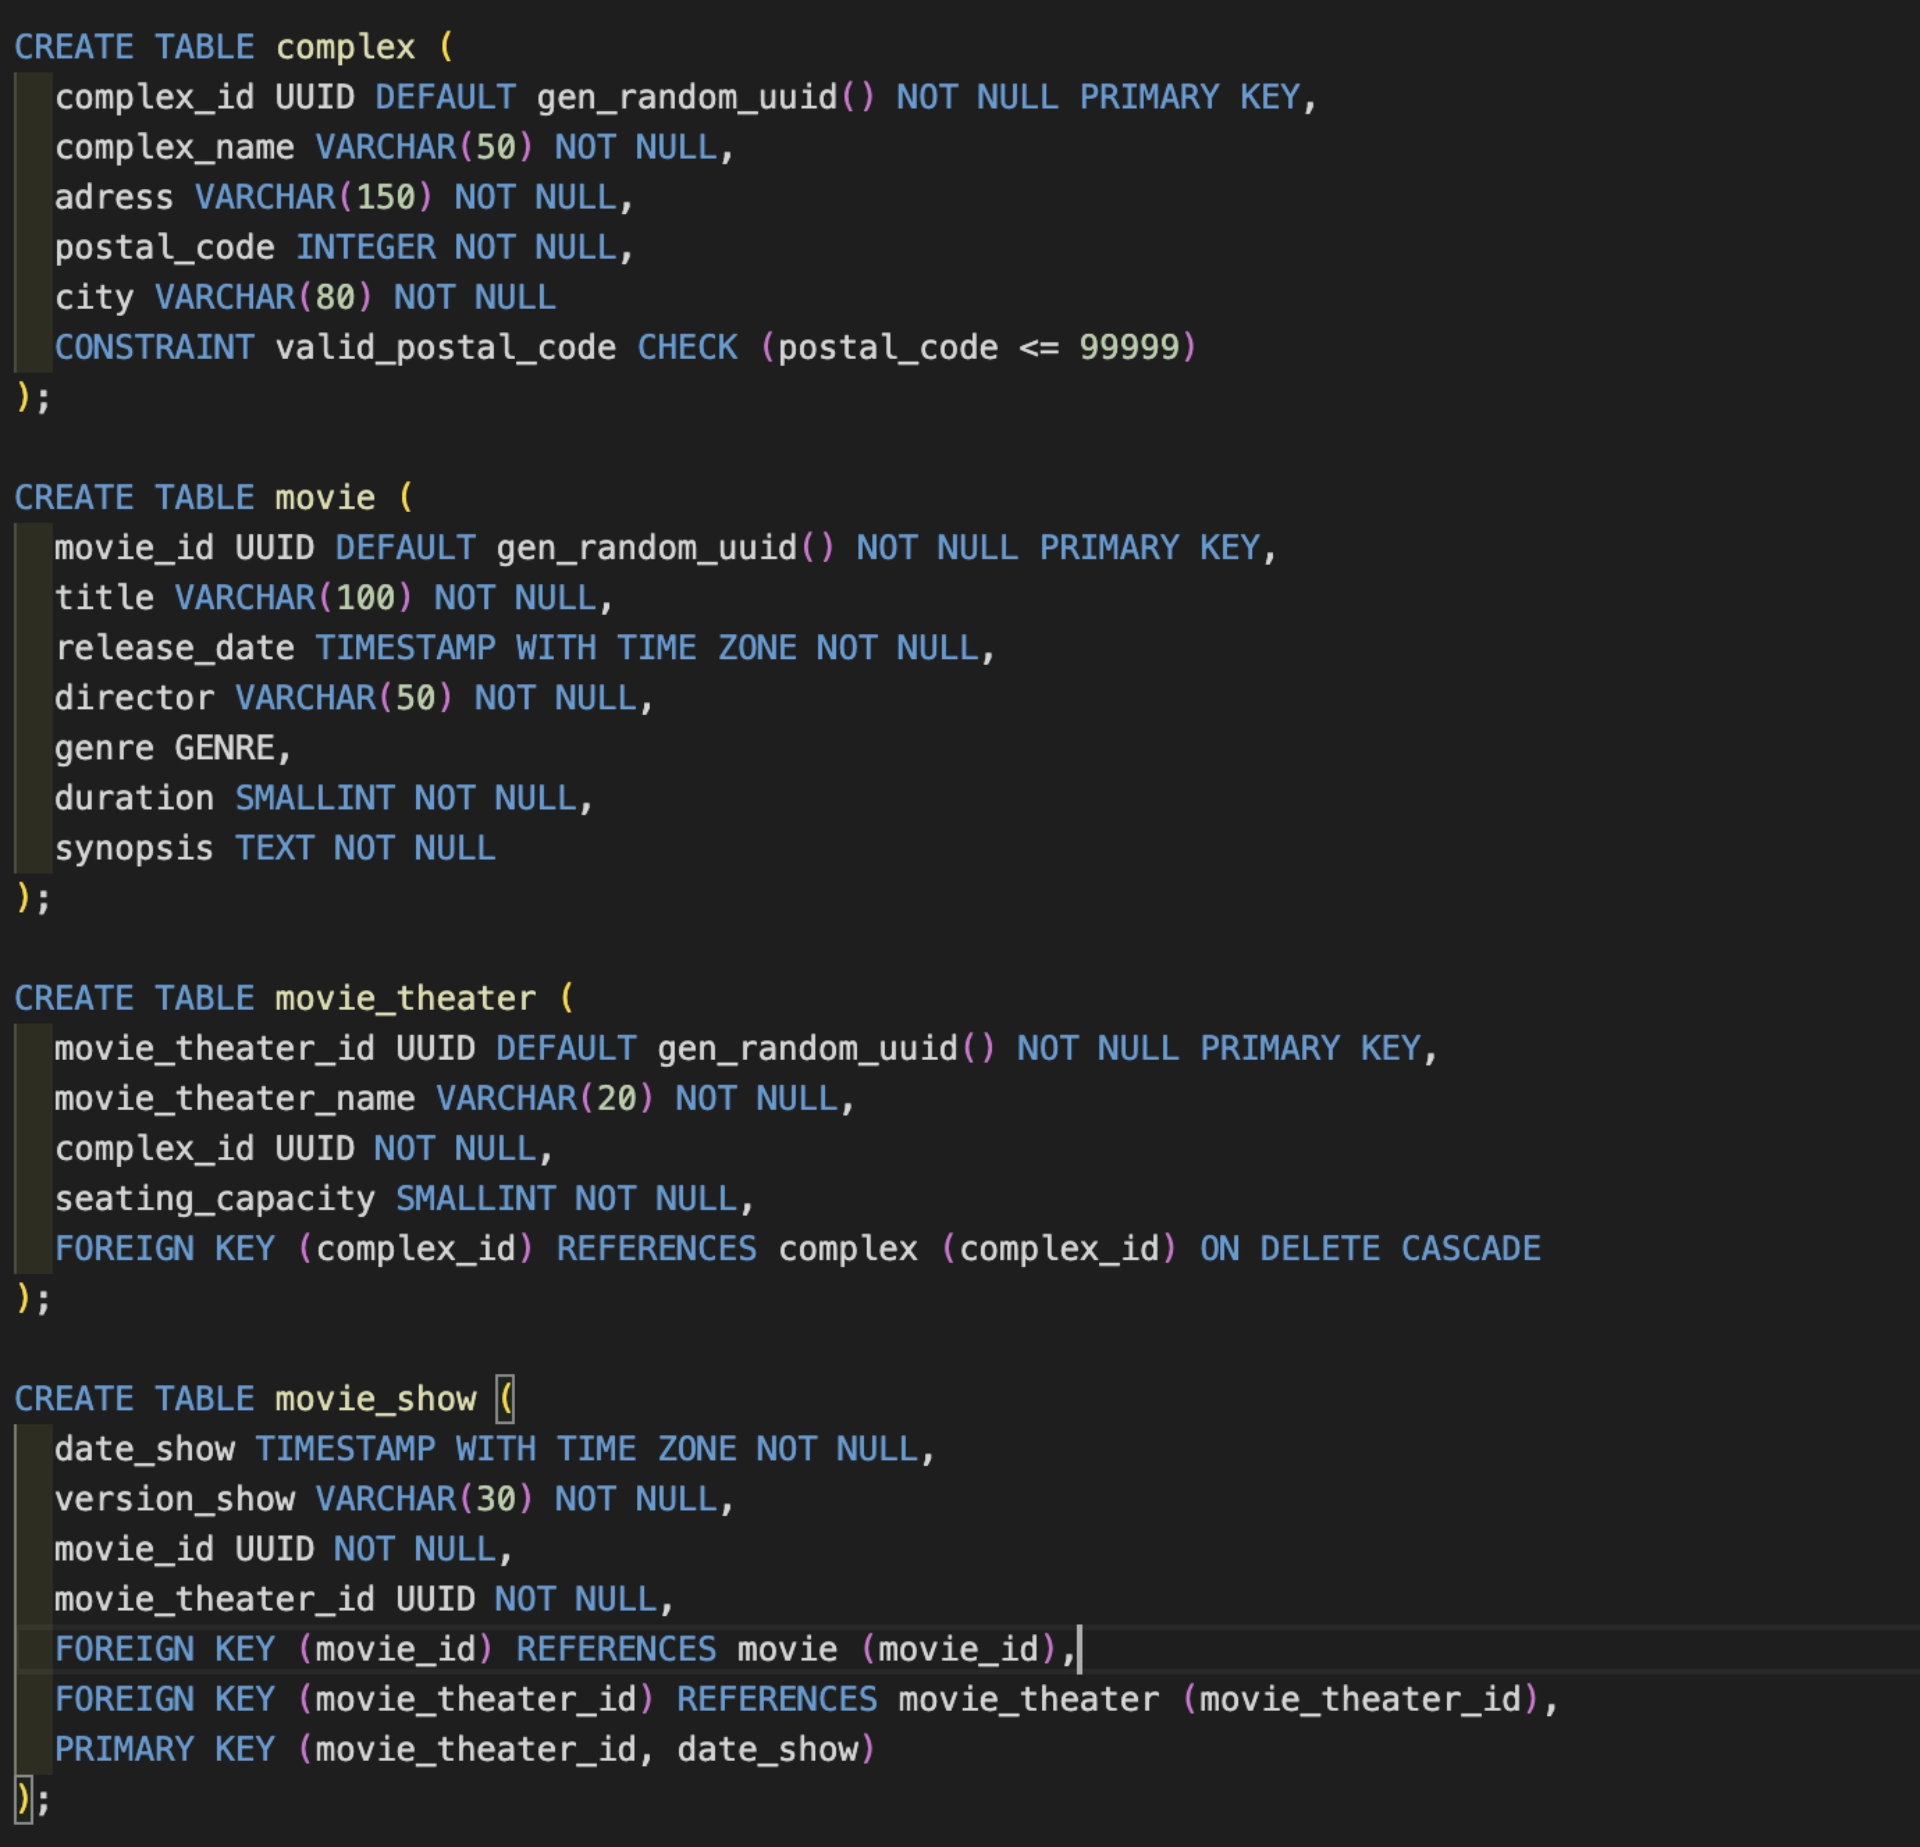 CREATE TABLE complex (
complex_id UUID DEFAULT gen_random_uuid() NOT NULL PRIMARY KEY,
complex_name VARCHAR(50) NOT NULL,
adress VARCHAR(150) NOT NULL,
postal_code INTEGER NOT NULL,
city VARCHAR(80) NOT NULL
CONSTRAINT valid_postal_code CHECK (postal_code <= 99999)
);
CREATE TABLE movie (
movie_id UUID DEFAULT gen_random_uuid() NOT NULL PRIMARY KEY,
title VARCHAR(100) NOT NULL,
release_date TIMESTAMP WITH TIME ZONE NOT NULL,
director VARCHAR(50) NOT NULL,
genre GENRE,
duration SMALLINT NOT NULL,
synopsis TEXT NOT NULL
);
CREATE TABLE movie_theater (
movie_theater_id UUID DEFAULT gen_random_uuid() NOT NULL PRIMARY KEY,
movie_theater_name VARCHAR(20) NOT NULL,
complex_id UUID NOT NULL,
seating_capacity SMALLINT NOT NULL,
FOREIGN KEY (complex_id) REFERENCES complex (complex_id) ON DELETE CASCADE
);
CREATE TABLE movie_show (
date_show TIMESTAMP WITH TIME ZONE NOT NULL,
version_show VARCHAR(30) NOT NULL,
movie_id UUID NOT NULL,
movie_theater_id UUID NOT NULL,
FOREIGN KEY (movie_id) REFERENCES movie (movie_id),
FOREIGN KEY (movie_theater_id) REFERENCES movie_theater (movie_theater_id),
PRIMARY KEY (movie_theater_id, date_show)
);